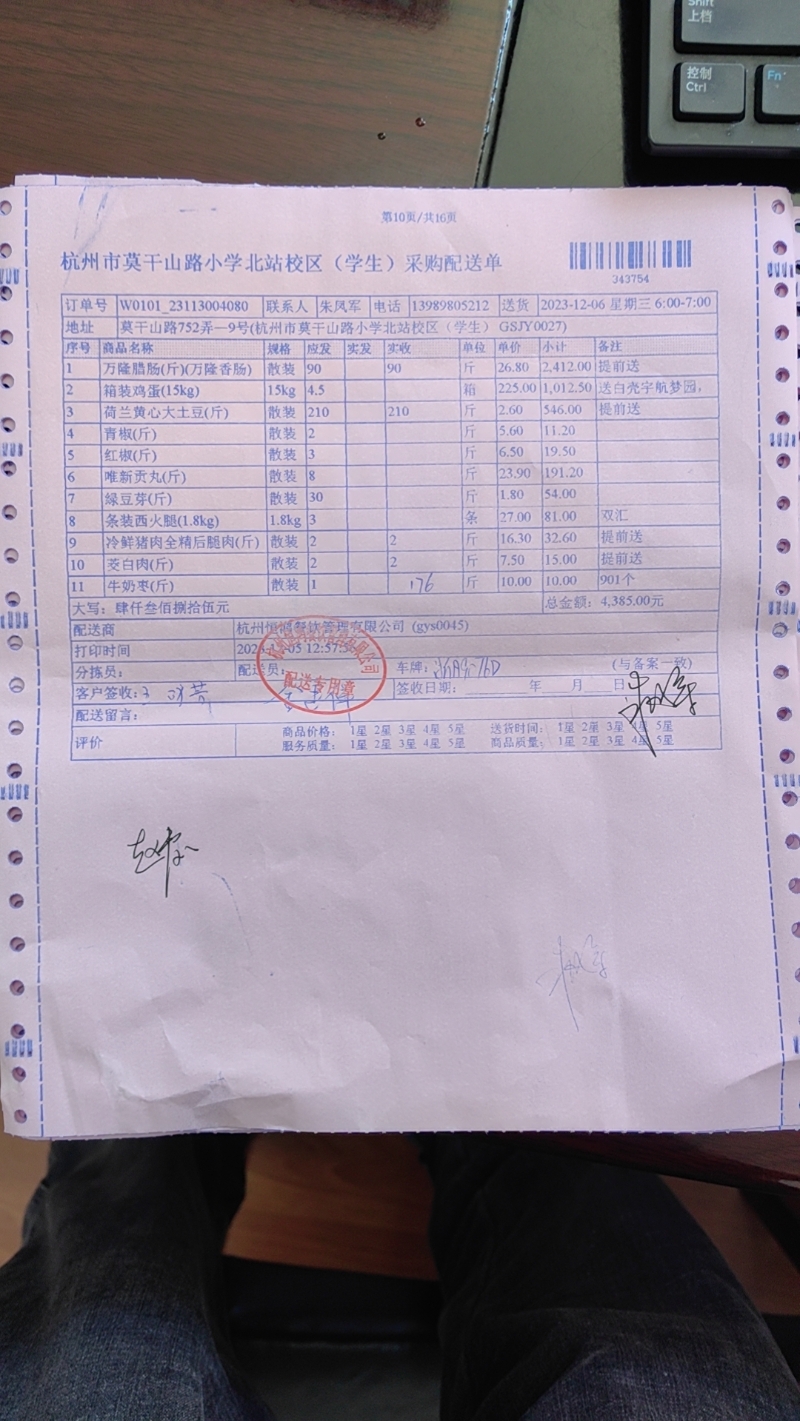 Shift
上档
控制
Ctrl
Fn
第10页/共16页
杭州市莫干山路小学北站校区（学生）采购配送单
343754
订单号 W0101_23113004080 联系人 朱凤军 电话 13989805212 送货 2023-12-06 星期三 6:00-7:00
地址 莫干山路752弄一9号(杭州市莫干山路小学北站校区（学生） GSJY0027)
序号 商品名称 规格 应发 实发 实收 单位 单价 小计 备注
1 万隆腊肠(斤)(万隆香肠) 散装 90 90 斤 26.80 2,412.00 提前送
2 箱装鸡蛋(15kg) 15kg 4.5 箱 225.00 1,012.50 送白壳宇航梦园,
3 荷兰黄心大土豆(斤) 散装 210 210 斤 2.60 546.00 提前送
4 青椒(斤) 散装 2 斤 5.60 11.20
5 红椒(斤) 散装 3 斤 6.50 19.50
6 唯新贡丸(斤) 散装 8 斤 23.90 191.20
7 绿豆芽(斤) 散装 30 斤 1.80 54.00
8 条装西火腿(1.8kg) 1.8kg 3 条 27.00 81.00 双汇
9 冷鲜猪肉全精后腿肉(斤) 散装 2 2 斤 16.30 32.60 提前送
10 茭白肉(斤) 散装 2 2 斤 7.50 15.00 提前送
11 牛奶枣(斤) 散装 1 斤 10.00 10.00 901个
大写：肆仟叁佰捌拾伍元 总金额：4,385.00元
配送商 杭州恒 餐饮管理有限公司 (gys0045)
打印时间 05 12:57:5
分拣员： 配送员： 车牌： (与备案一致)
客户签收： 签收日期： 年 月 日
配送专用章
配送留言：
评价 商品价格： 1星 2星 3星 4星 5星 送货时间： 1星 2星 3星 4星 5星
服务质量： 1星 2星 3星 4星 5星 商品质量： 1星 2星 3星 4星 5星